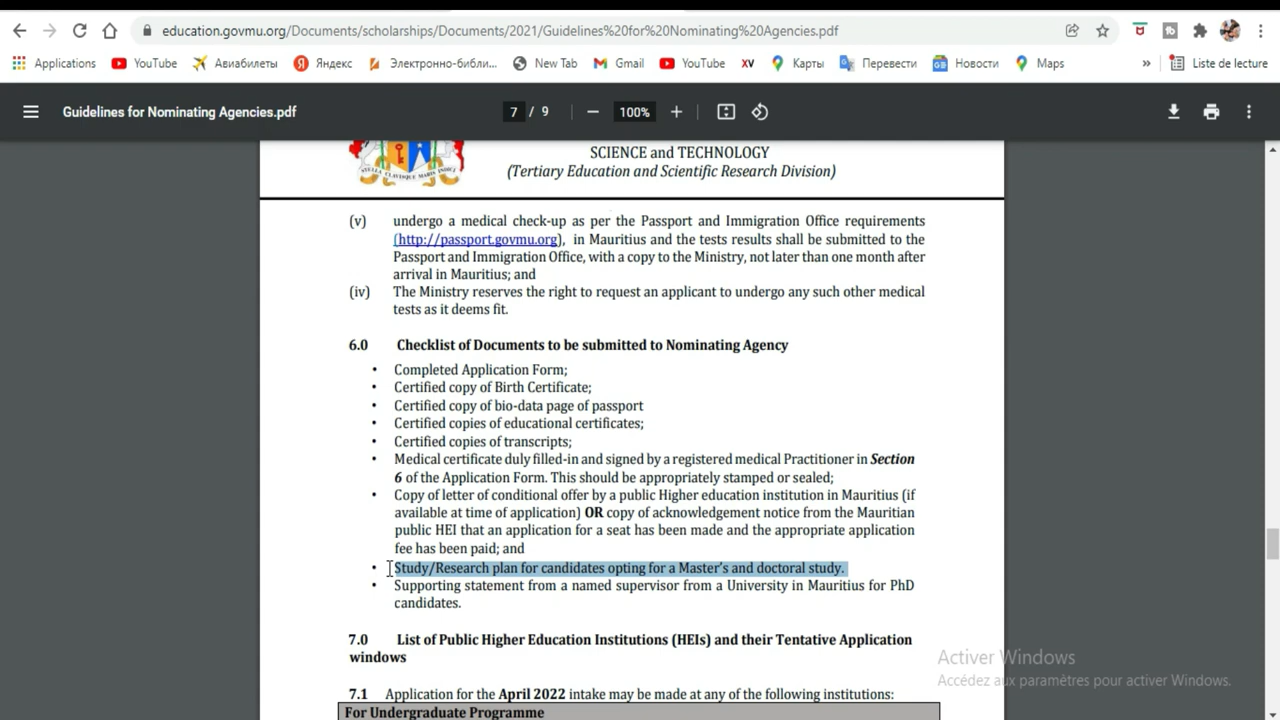 education.govmu.org/Documents/scholarships/Documents/2021/Guidelines%20for%20Nominating%20Agencies.pdf
Applications YouTube Авиабилеты Яндекс Электронно-библи... New Tab Gmail YouTube XV Карты Перевести Новости Maps » Liste de lecture
Guidelines for Nominating Agencies.pdf 7 / 9 100%
SCIENCE and TECHNOLOGY
STELLA CLAVISQUE MARIS INDICI
(Tertiary Education and Scientific Research Division)
(v) undergo a medical check-up as per the Passport and Immigration Office requirements
(http://passport.govmu.org), in Mauritius and the tests results shall be submitted to the
Passport and Immigration Office, with a copy to the Ministry, not later than one month after
arrival in Mauritius; and
(iv) The Ministry reserves the right to request an applicant to undergo any such other medical
tests as it deems fit.
6.0 Checklist of Documents to be submitted to Nominating Agency
• Completed Application Form;
• Certified copy of Birth Certificate;
• Certified copy of bio-data page of passport
• Certified copies of educational certificates;
• Certified copies of transcripts;
• Medical certificate duly filled-in and signed by a registered medical Practitioner in Section
6 of the Application Form. This should be appropriately stamped or sealed;
• Copy of letter of conditional offer by a public Higher education institution in Mauritius (if
available at time of application) OR copy of acknowledgement notice from the Mauritian
public HEI that an application for a seat has been made and the appropriate application
fee has been paid; and
• Study/Research plan for candidates opting for a Master's and doctoral study.
• Supporting statement from a named supervisor from a University in Mauritius for PhD
candidates.
7.0 List of Public Higher Education Institutions (HEIs) and their Tentative Application
windows
7.1 Application for the April 2022 intake may be made at any of the following institutions:
For Undergraduate Programme
Activer Windows
Accédez aux paramètres pour activer Windows.